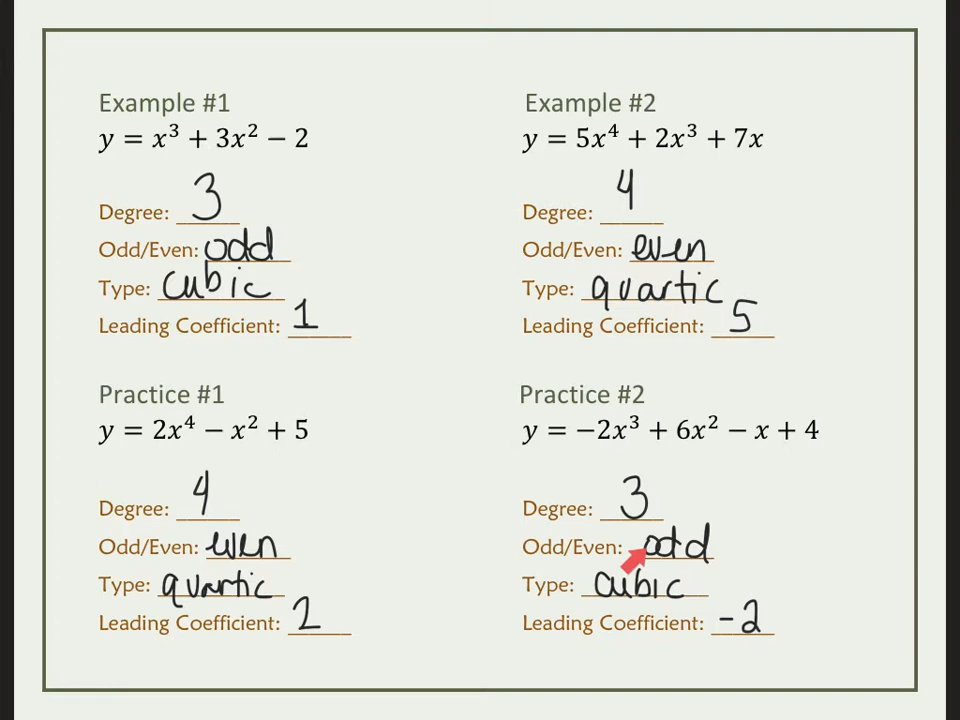 Example #1
y = x³ + 3x² − 2
Degree: 3
Odd/Even: odd
Type: cubic
Leading Coefficient: 1
Example #2
y = 5x⁴ + 2x³ + 7x
Degree: 4
Odd/Even: even
Type: quartic
Leading Coefficient: 5
Practice #1
y = 2x⁴ − x² + 5
Degree: 4
Odd/Even: even
Type: quartic
Leading Coefficient: 2
Practice #2
y = −2x³ + 6x² − x + 4
Degree: 3
Odd/Even: odd
Type: cubic
Leading Coefficient: -2